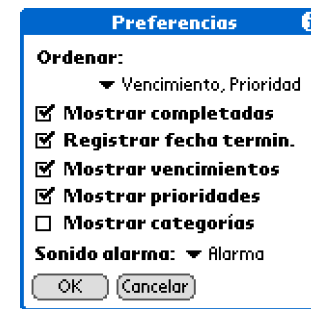 Preferencias
Ordenar:
Vencimiento, Prioridad
Mostrar completadas
Registrar fecha termin.
Mostrar vencimientos
Mostrar prioridades
Mostrar categorías
Sonido alarma: Alarma
OK Cancelar